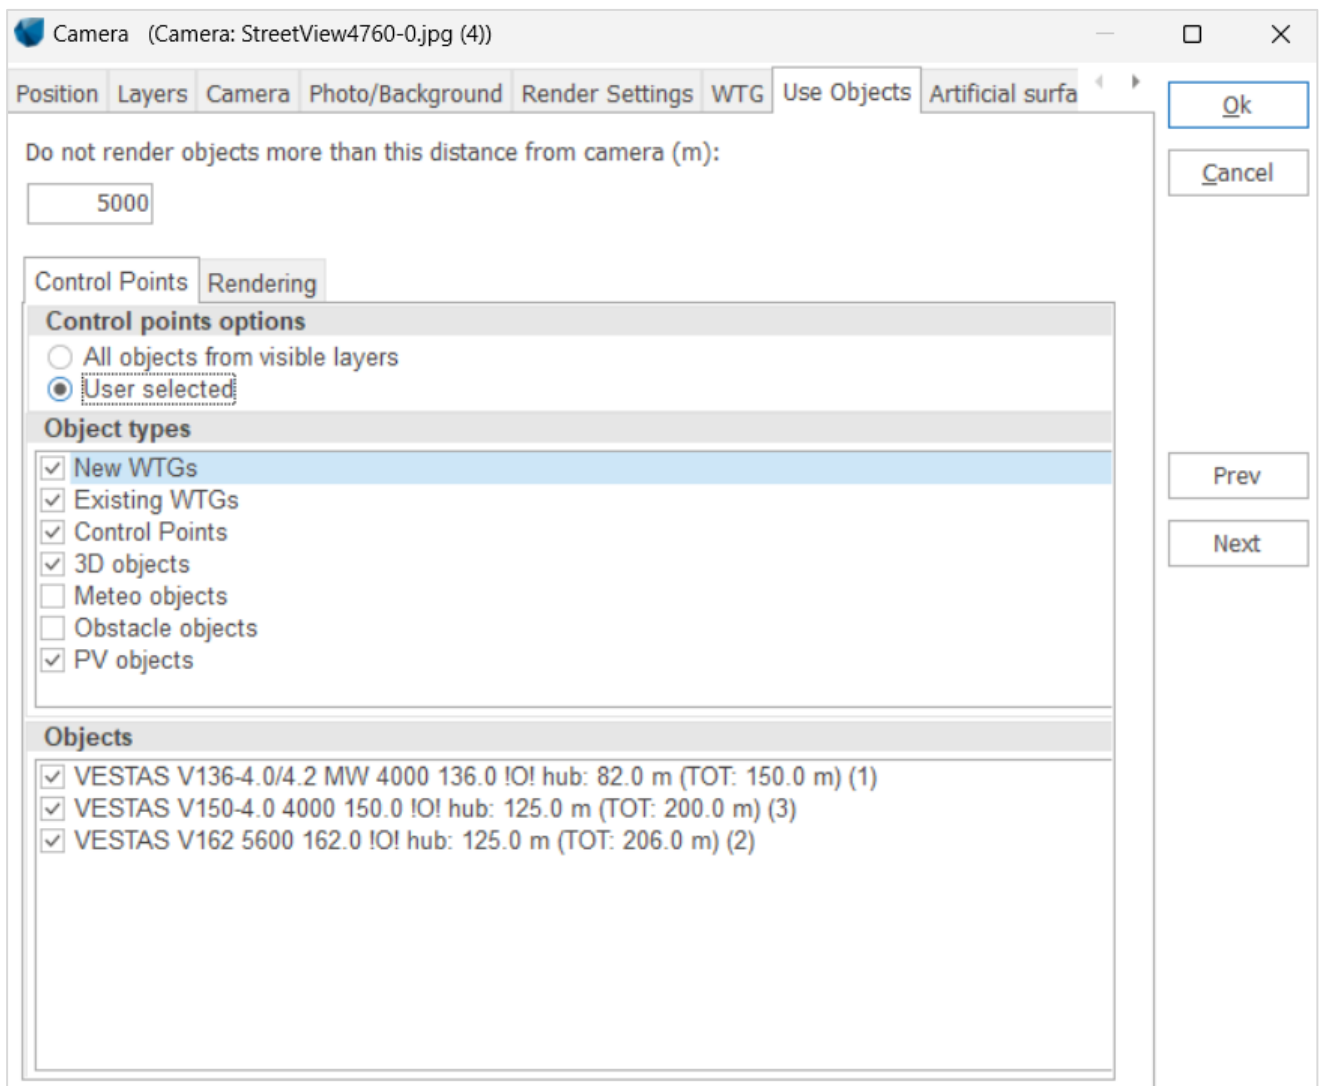 Camera (Camera: StreetView4760-0.jpg (4))
Position Layers Camera Photo/Background Render Settings WTG Use Objects Artificial surfa
Ok
Do not render objects more than this distance from camera (m):
Cancel
5000
Control Points Rendering
Control points options
All objects from visible layers
User selected
Object types
New WTGs
Prev
Existing WTGs
Control Points
Next
3D objects
Meteo objects
Obstacle objects
PV objects
Objects
VESTAS V136-4.0/4.2 MW 4000 136.0 !O! hub: 82.0 m (TOT: 150.0 m) (1)
VESTAS V150-4.0 4000 150.0 !O! hub: 125.0 m (TOT: 200.0 m) (3)
VESTAS V162 5600 162.0 !O! hub: 125.0 m (TOT: 206.0 m) (2)